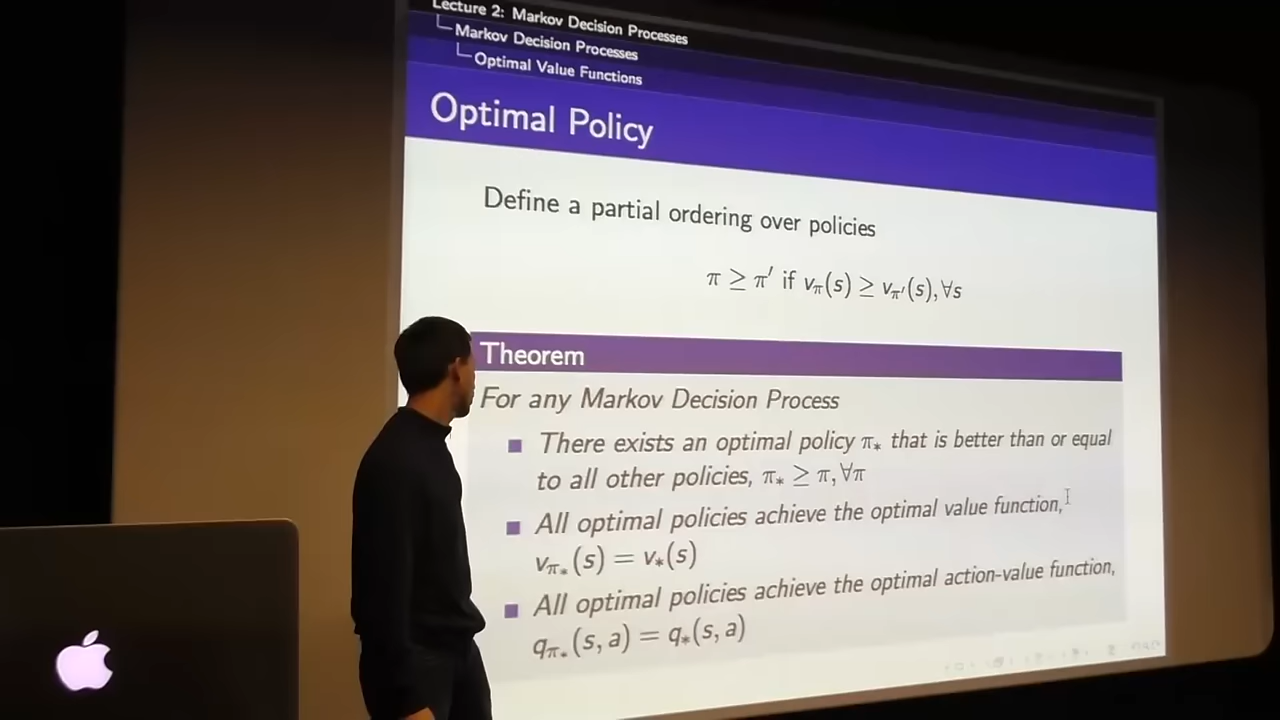 Lecture 2: Markov Decision Processes
Markov Decision Processes
Optimal Value Functions
Optimal Policy
Define a partial ordering over policies
π ≥ π′ if vπ(s) ≥ vπ′(s), ∀s
Theorem
For any Markov Decision Process
There exists an optimal policy π* that is better than or equal
to all other policies, π* ≥ π, ∀π
All optimal policies achieve the optimal value function,
vπ*(s) = v*(s)
All optimal policies achieve the optimal action-value function,
qπ*(s, a) = q*(s, a)